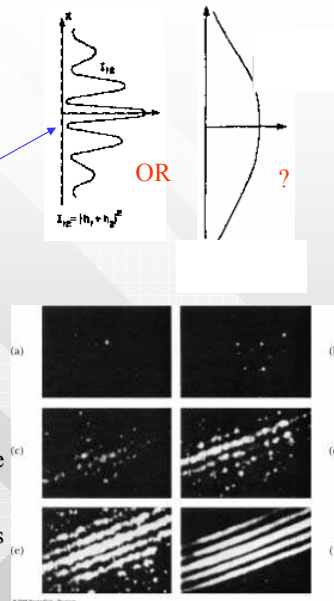 x
I₁₂
OR
?
I₁₂ = |h₁ + h₂|²
(a)
(c)
e
s
(e)